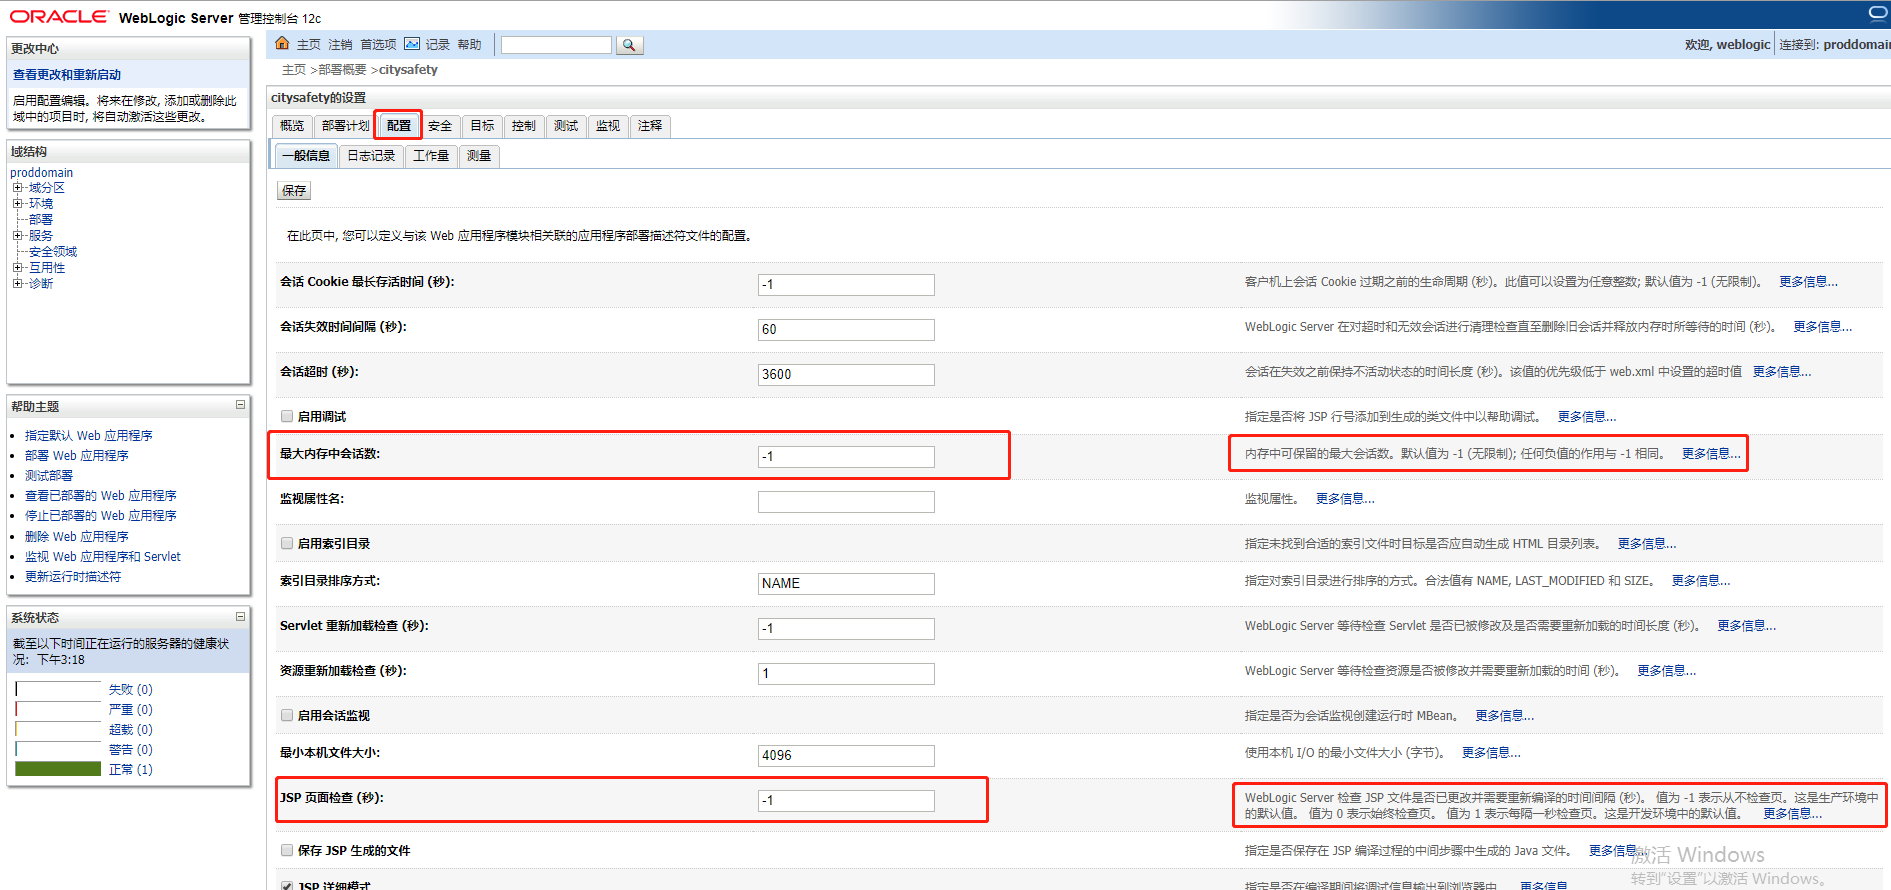 ORACLE WebLogic Server 管理控制台 12c
更改中心
查看更改和重新启动
启用配置编辑。将来在修改, 添加或删除此
域中的项目时, 将自动激活这些更改。
域结构
proddomain
域分区
环境
部署
服务
安全领域
互用性
诊断
帮助主题
指定默认 Web 应用程序
部署 Web 应用程序
测试部署
查看已部署的 Web 应用程序
停止已部署的 Web 应用程序
删除 Web 应用程序
监视 Web 应用程序和 Servlet
更新运行时描述符
系统状态
截至以下时间正在运行的服务器的健康状
况: 下午3:18
失败 (0)
严重 (0)
超载 (0)
警告 (0)
正常 (1)
主页 注销 首选项 记录 帮助
欢迎, weblogic 连接到: proddomain
主页 >部署概要 >citysafety
citysafety的设置
概览 部署计划 配置 安全 目标 控制 测试 监视 注释
一般信息 日志记录 工作量 测量
保存
在此页中, 您可以定义与该 Web 应用程序模块相关联的应用程序部署描述符文件的配置。
会话 Cookie 最长存活时间 (秒): -1 客户机上会话 Cookie 过期之前的生命周期 (秒)。此值可以设置为任意整数; 默认值为 -1 (无限制)。 更多信息...
会话失效时间间隔 (秒): 60 WebLogic Server 在对超时和无效会话进行清理检查直至删除旧会话并释放内存时所等待的时间 (秒)。 更多信息...
会话超时 (秒): 3600 会话在失效之前保持不活动状态的时间长度 (秒)。该值的优先级低于 web.xml 中设置的超时值 更多信息...
启用调试 指定是否将 JSP 行号添加到生成的类文件中以帮助调试。 更多信息...
最大内存中会话数: -1 内存中可保留的最大会话数。默认值为 -1 (无限制); 任何负值的作用与 -1 相同。 更多信息...
监视属性名: 监视属性。 更多信息...
启用索引目录 指定未找到合适的索引文件时目标是否应自动生成 HTML 目录列表。 更多信息...
索引目录排序方式: NAME 指定对索引目录进行排序的方式。合法值有 NAME, LAST_MODIFIED 和 SIZE。 更多信息...
Servlet 重新加载检查 (秒): -1 WebLogic Server 等待检查 Servlet 是否已被修改及是否需要重新加载的时间长度 (秒)。 更多信息...
资源重新加载检查 (秒): 1 WebLogic Server 等待检查资源是否被修改并需要重新加载的时间 (秒)。 更多信息...
启用会话监视 指定是否为会话监视创建运行时 MBean。 更多信息...
最小本机文件大小: 4096 使用本机 I/O 的最小文件大小 (字节)。 更多信息...
JSP 页面检查 (秒): -1 WebLogic Server 检查 JSP 文件是否已更改并需要重新编译的时间间隔 (秒)。 值为 -1 表示从不检查页。这是生产环境中
的默认值。 值为 0 表示始终检查页。 值为 1 表示每隔一秒检查页。这是开发环境中的默认值。 更多信息...
保存 JSP 生成的文件 指定是否保存在 JSP 编译过程的中间步骤中生成的 Java 文件。 更多信息...
激活 Windows
转到“设置”以激活 Windows。
JSP 详细模式 指定是否在编译期间将调试信息输出到浏览器中 更多信息